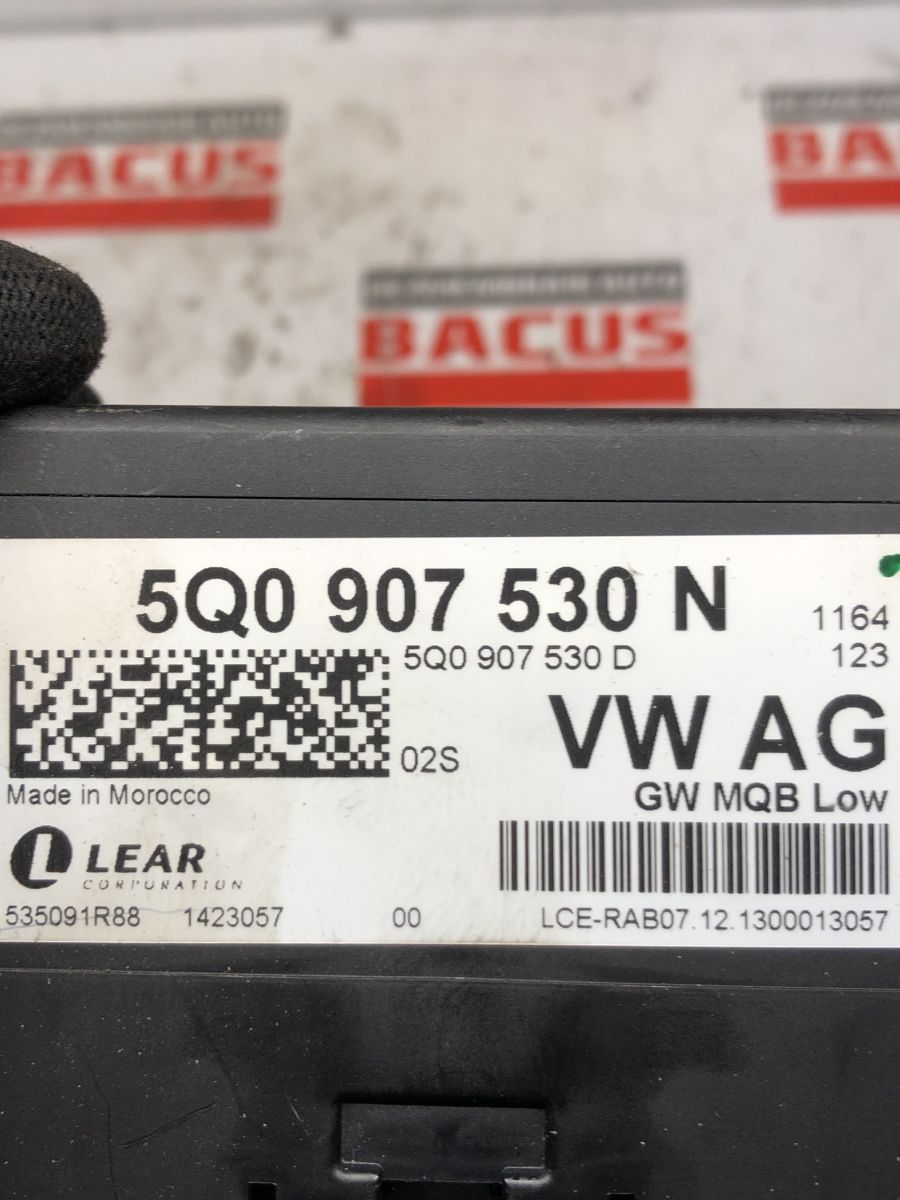 BACUS
BA
BACUS
5Q0 907 530 N
1164
5Q0 907 530 D
123
VW AG
02S
GW MQB Low
Made in Morocco
L LEAR
CORPORATION
535091R88 1423057 00 LCE-RAB07.12.1300013057